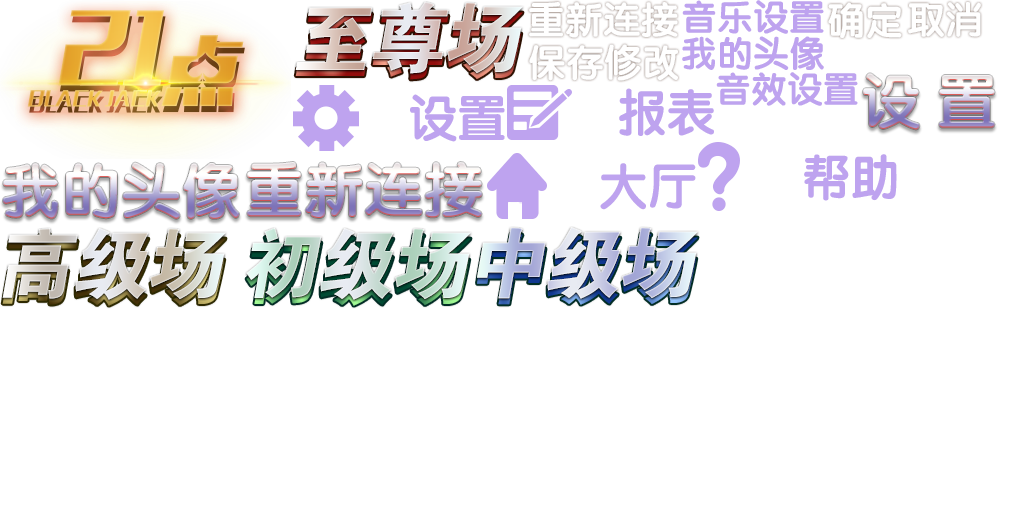 21点
BLACK JACK
至尊场
重新连接
音乐设置
确定
取消
保存修改
我的头像
音效设置
设置
设置
报表
我的头像
重新连接
大厅
帮助
高级场
初级场
中级场